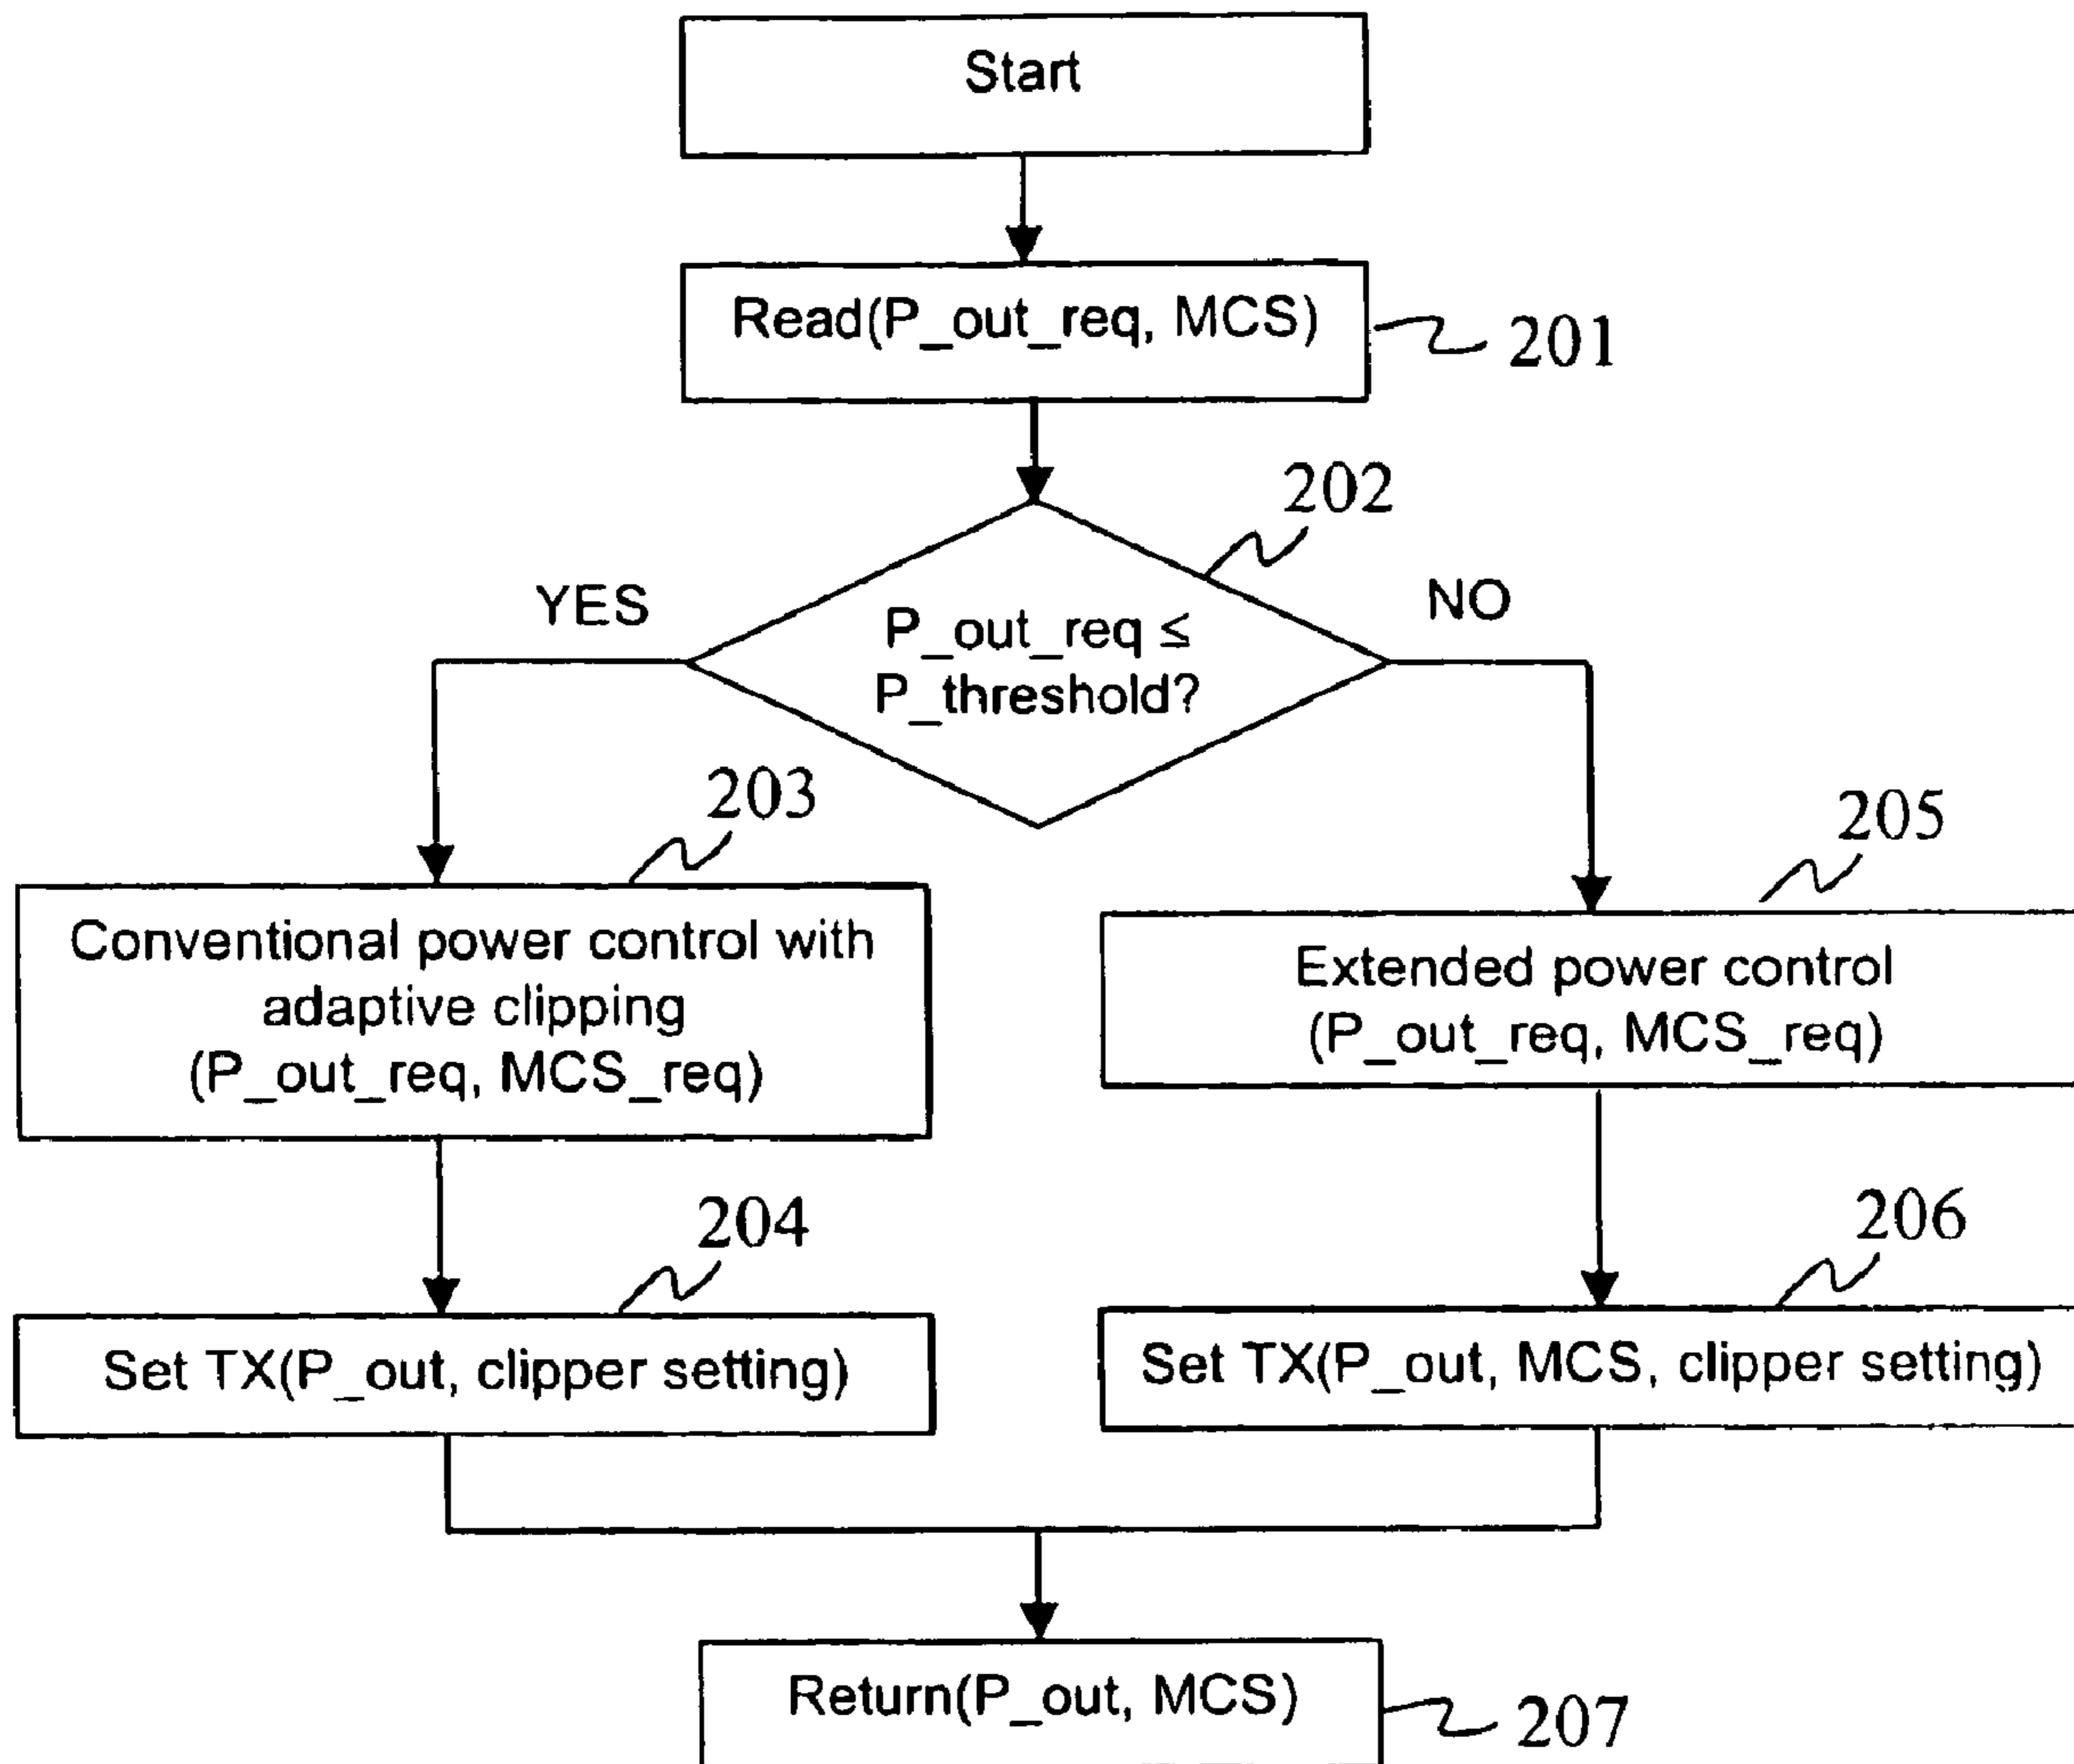 Start
Read(P_out_req, MCS)
201
202
YES
NO
P_out_req ≤
P_threshold?
203
205
Conventional power control with
adaptive clipping
(P_out_req, MCS_req)
Extended power control
(P_out_req, MCS_req)
204
206
Set TX(P_out, clipper setting)
Set TX(P_out, MCS, clipper setting)
Return(P_out, MCS)
207